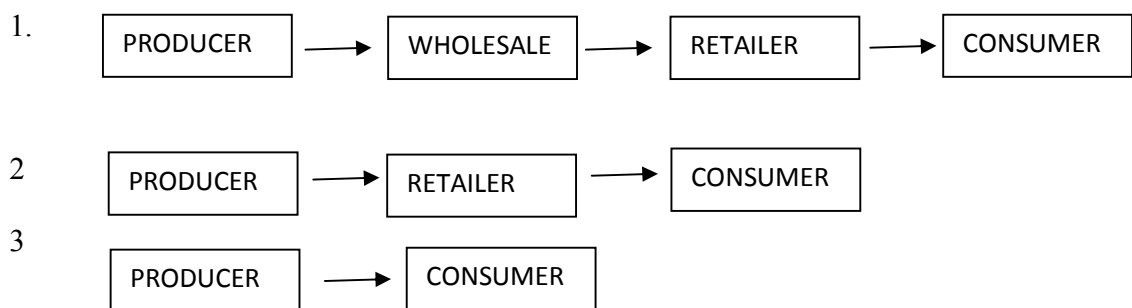 1. PRODUCER WHOLESALE RETAILER CONSUMER
2 PRODUCER RETAILER CONSUMER
3 PRODUCER CONSUMER